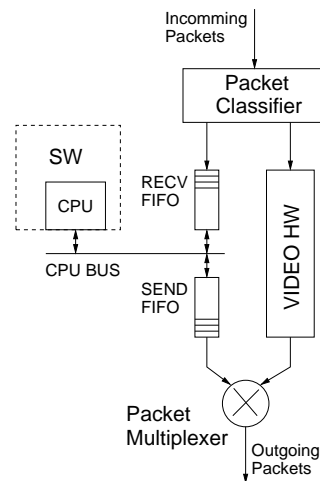 Incomming
Packets
Packet
Classifier
SW
CPU
RECV
FIFO
VIDEO HW
CPU BUS
SEND
FIFO
Packet
Multiplexer
Outgoing
Packets